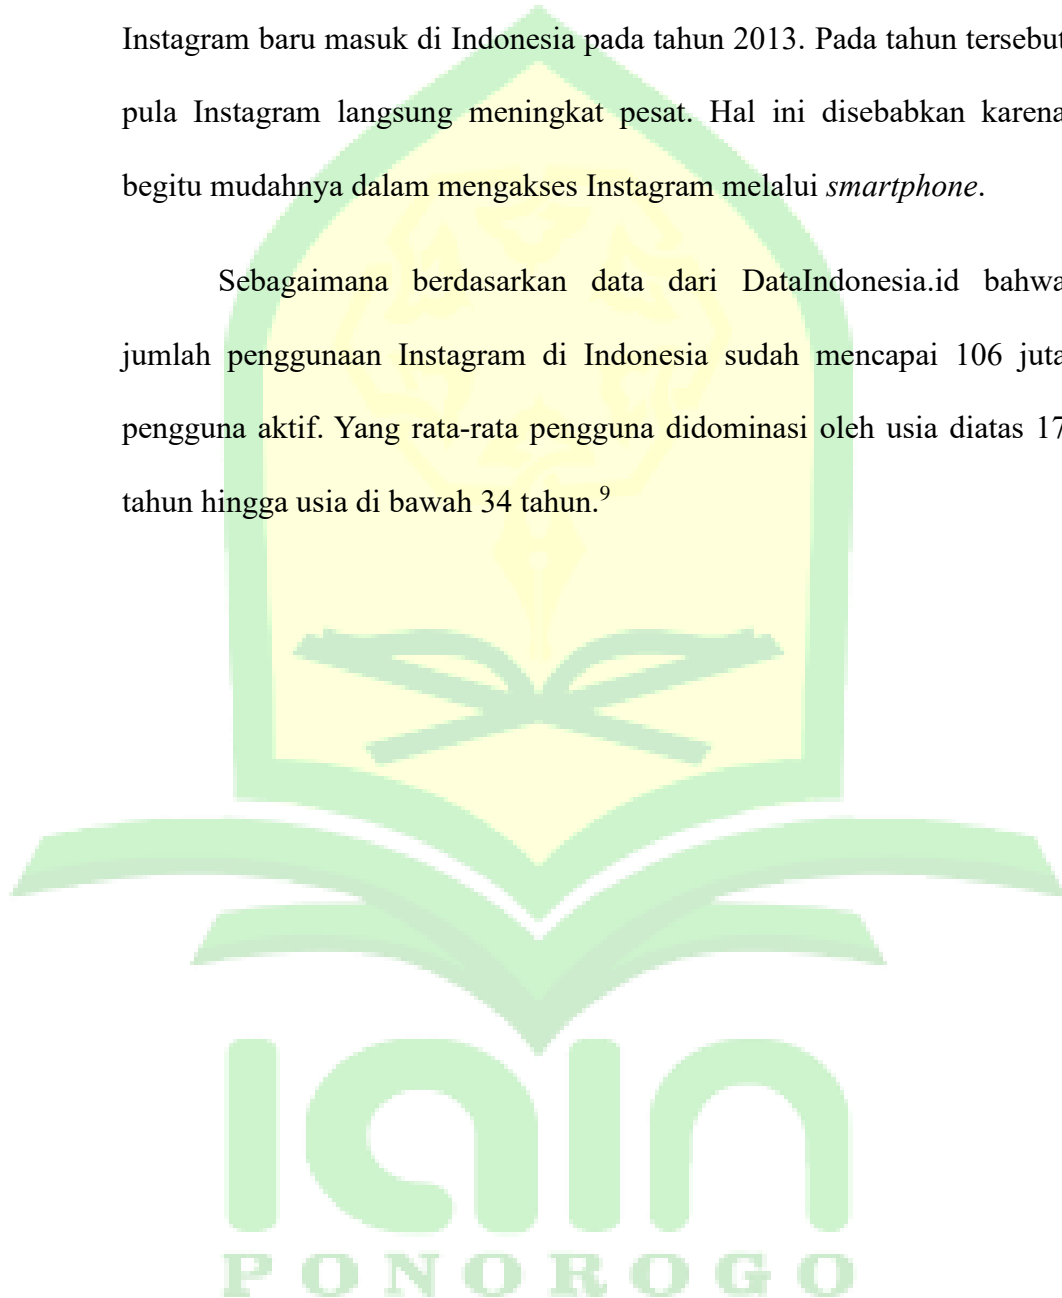 Instagram baru masuk di Indonesia pada tahun 2013. Pada tahun tersebut
pula Instagram langsung meningkat pesat. Hal ini disebabkan karena
begitu mudahnya dalam mengakses Instagram melalui smartphone.
Sebagaimana berdasarkan data dari DataIndonesia.id bahwa
jumlah penggunaan Instagram di Indonesia sudah mencapai 106 juta
pengguna aktif. Yang rata-rata pengguna didominasi oleh usia diatas 17
tahun hingga usia di bawah 34 tahun.⁹
IAIN
PONOROGO